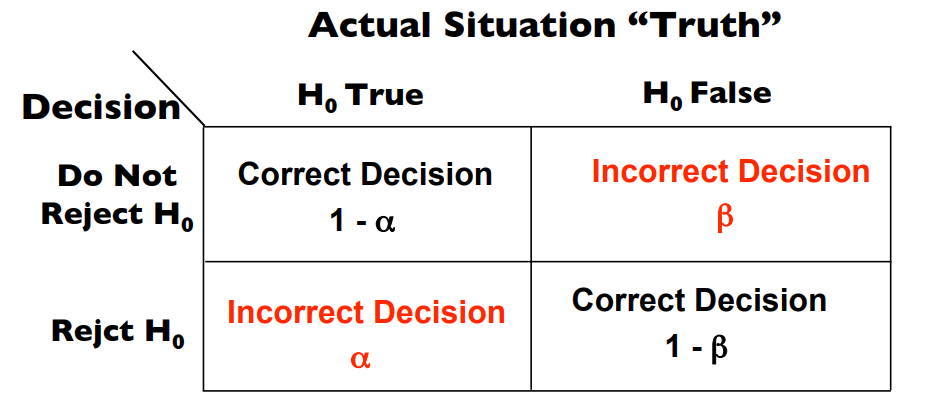 Actual Situation “Truth”
Decision
H₀ True
H₀ False
Do Not
Reject H₀
Correct Decision
1 - α
Incorrect Decision
β
Rejct H₀
Incorrect Decision
α
Correct Decision
1 - β